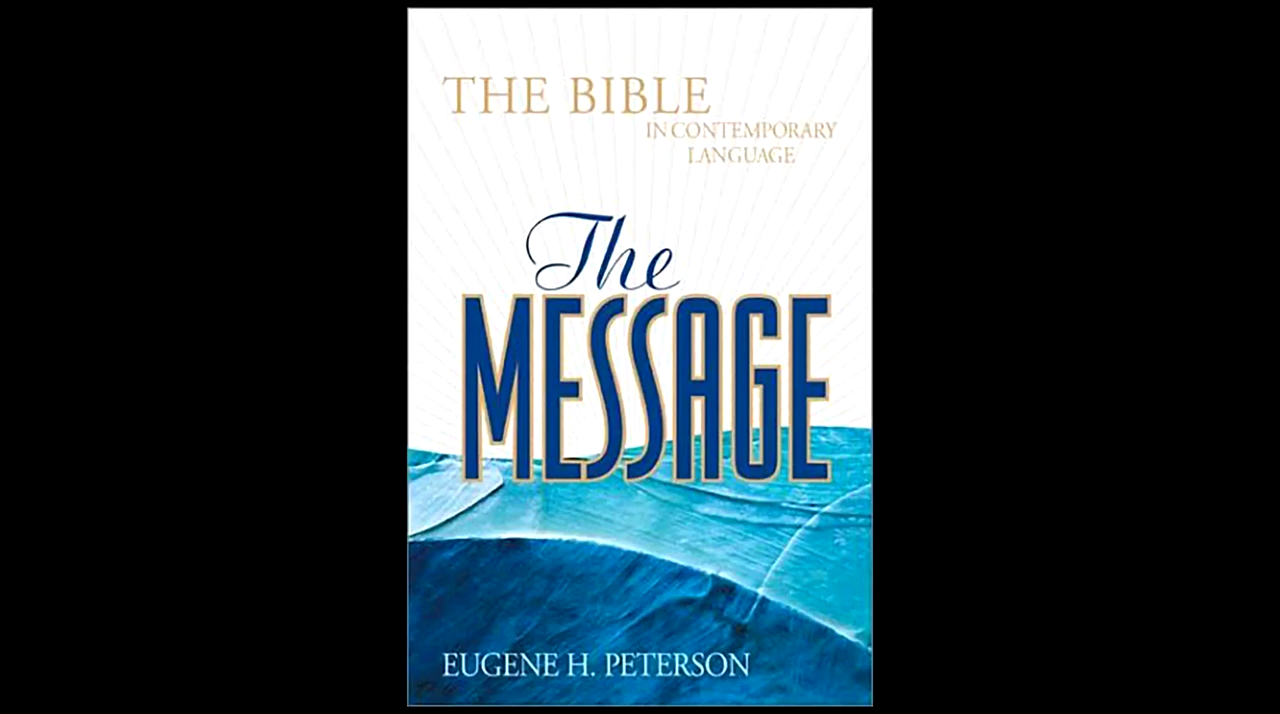 THE BIBLE
IN CONTEMPORARY
LANGUAGE
The
MESSAGE
EUGENE H. PETERSON